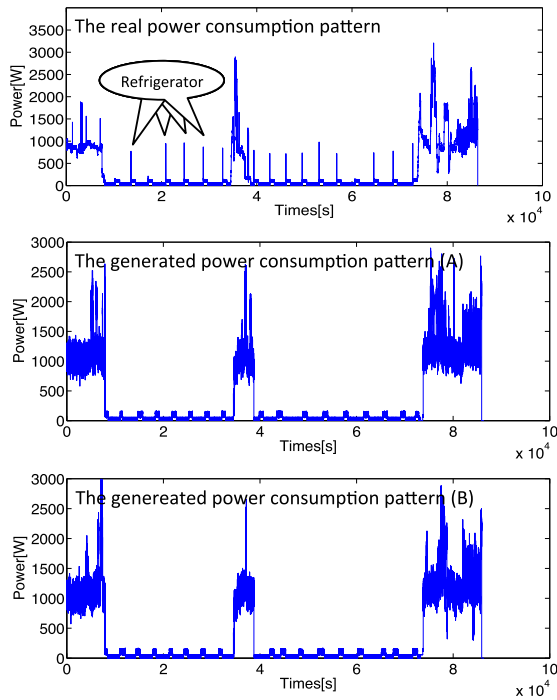 The real power consumption pattern
3500
3000
2500
2000
1500
1000
500
0
Power[W]
Refrigerator
0 2 4 6 8 10
Times[s]
x 10^4
The generated power consumption pattern (A)
3000
2500
2000
1500
1000
500
0
Power[W]
0 2 4 6 8 10
Times[s]
x 10^4
The genereated power consumption pattern (B)
3000
2500
2000
1500
1000
500
0
Power[W]
0 2 4 6 8 10
Times[s]
x 10^4